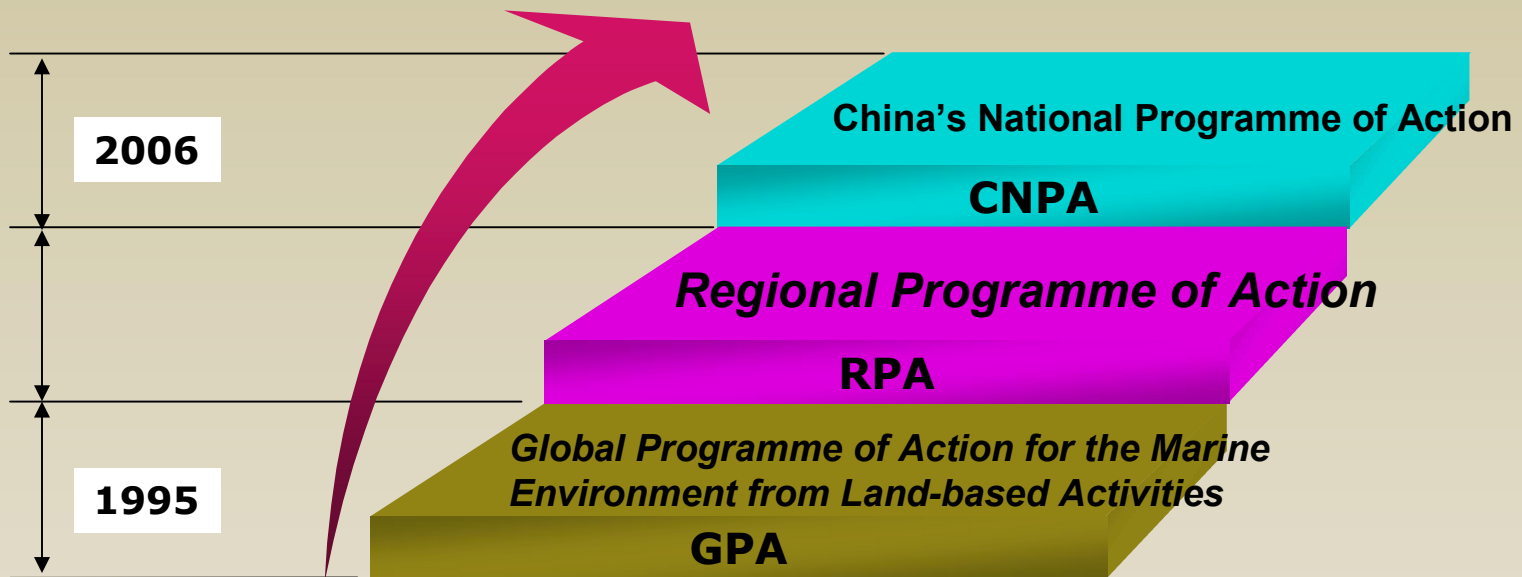 2006
China’s National Programme of Action
CNPA
Regional Programme of Action
RPA
1995
Global Programme of Action for the Marine
Environment from Land-based Activities
GPA